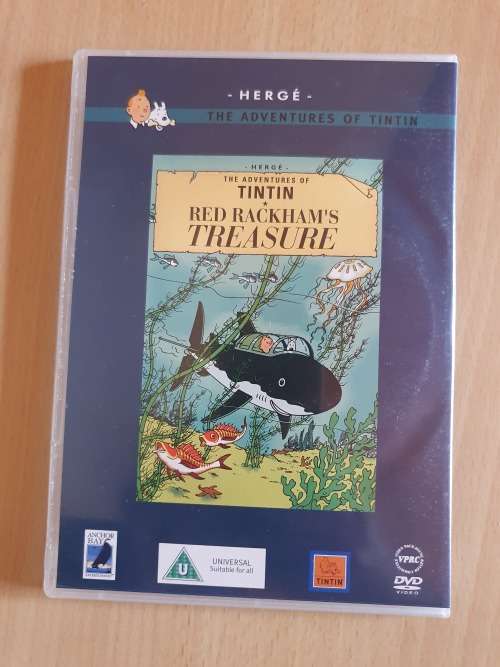 - HERGÉ -
THE ADVENTURES OF TINTIN
- HERGÉ -
THE ADVENTURES OF
TINTIN
RED RACKHAM'S
TREASURE
ANCHOR
BAY
U
UNIVERSAL
Suitable for all
TINTIN
VPRC
DVD
VIDEO